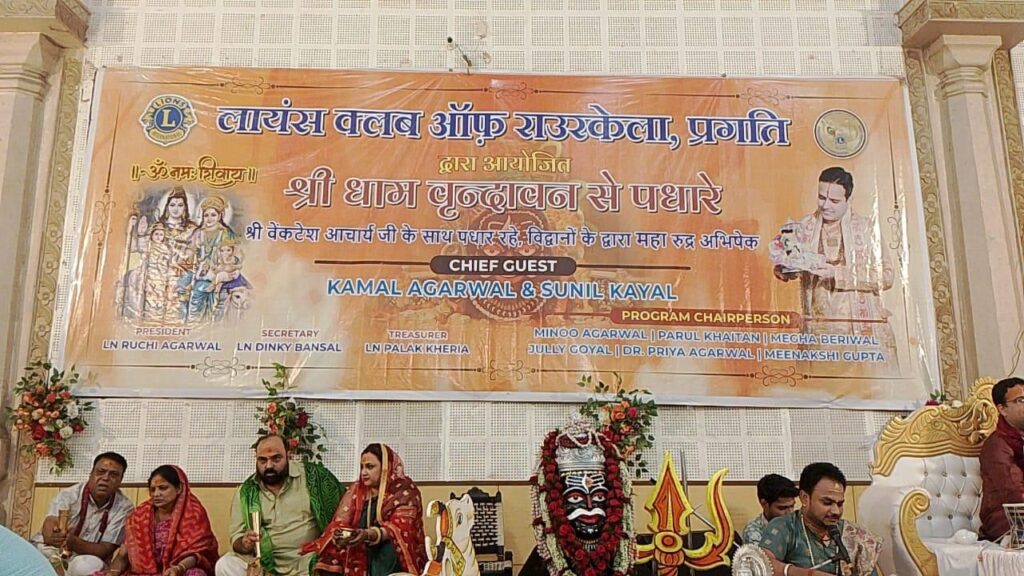 LIONS
L
लायंस क्लब ऑफ़ राउरकेला, प्रगति
द्वारा आयोजित
॥-ॐ नमः शिवाय॥
श्री धाम वृन्दावन से पधारे
श्री वेंकटेश आचार्य जी के साथ पधार रहे, विद्वानों के द्वारा महा रुद्र अभिषेक
CHIEF GUEST
KAMAL AGARWAL & SUNIL KAYAL
PROGRAM CHAIRPERSON
PRESIDENT
LN RUCHI AGARWAL
SECRETARY
LN DINKY BANSAL
TREASURER
LN PALAK KHERIA
MINOO AGARWAL | PARUL KHAITAN | MEGHA BERIWAL
JULLY GOYAL | DR. PRIYA AGARWAL | MEENAKSHI GUPTA